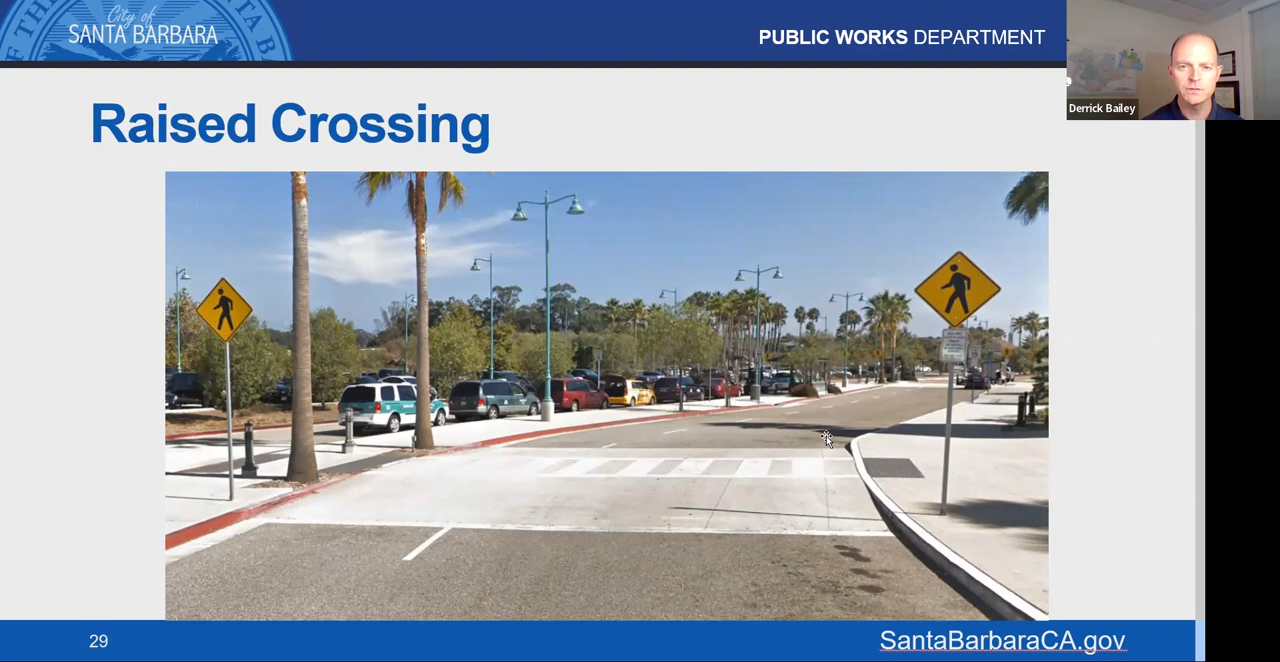 City of
SANTA BARBARA
PUBLIC WORKS DEPARTMENT
Derrick Bailey
Raised Crossing
29
SantaBarbaraCA.gov